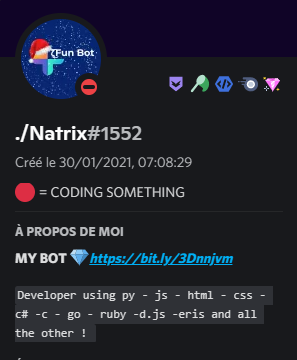 Fun Bot
./Natrix#1552
Créé le 30/01/2021, 07:08:29
= CODING SOMETHING
À PROPOS DE MOI
MY BOT 💎https://bit.ly/3Dnnjvm
Developer using py - js - html - css -
c# -c - go - ruby -d.js -eris and all
the other !